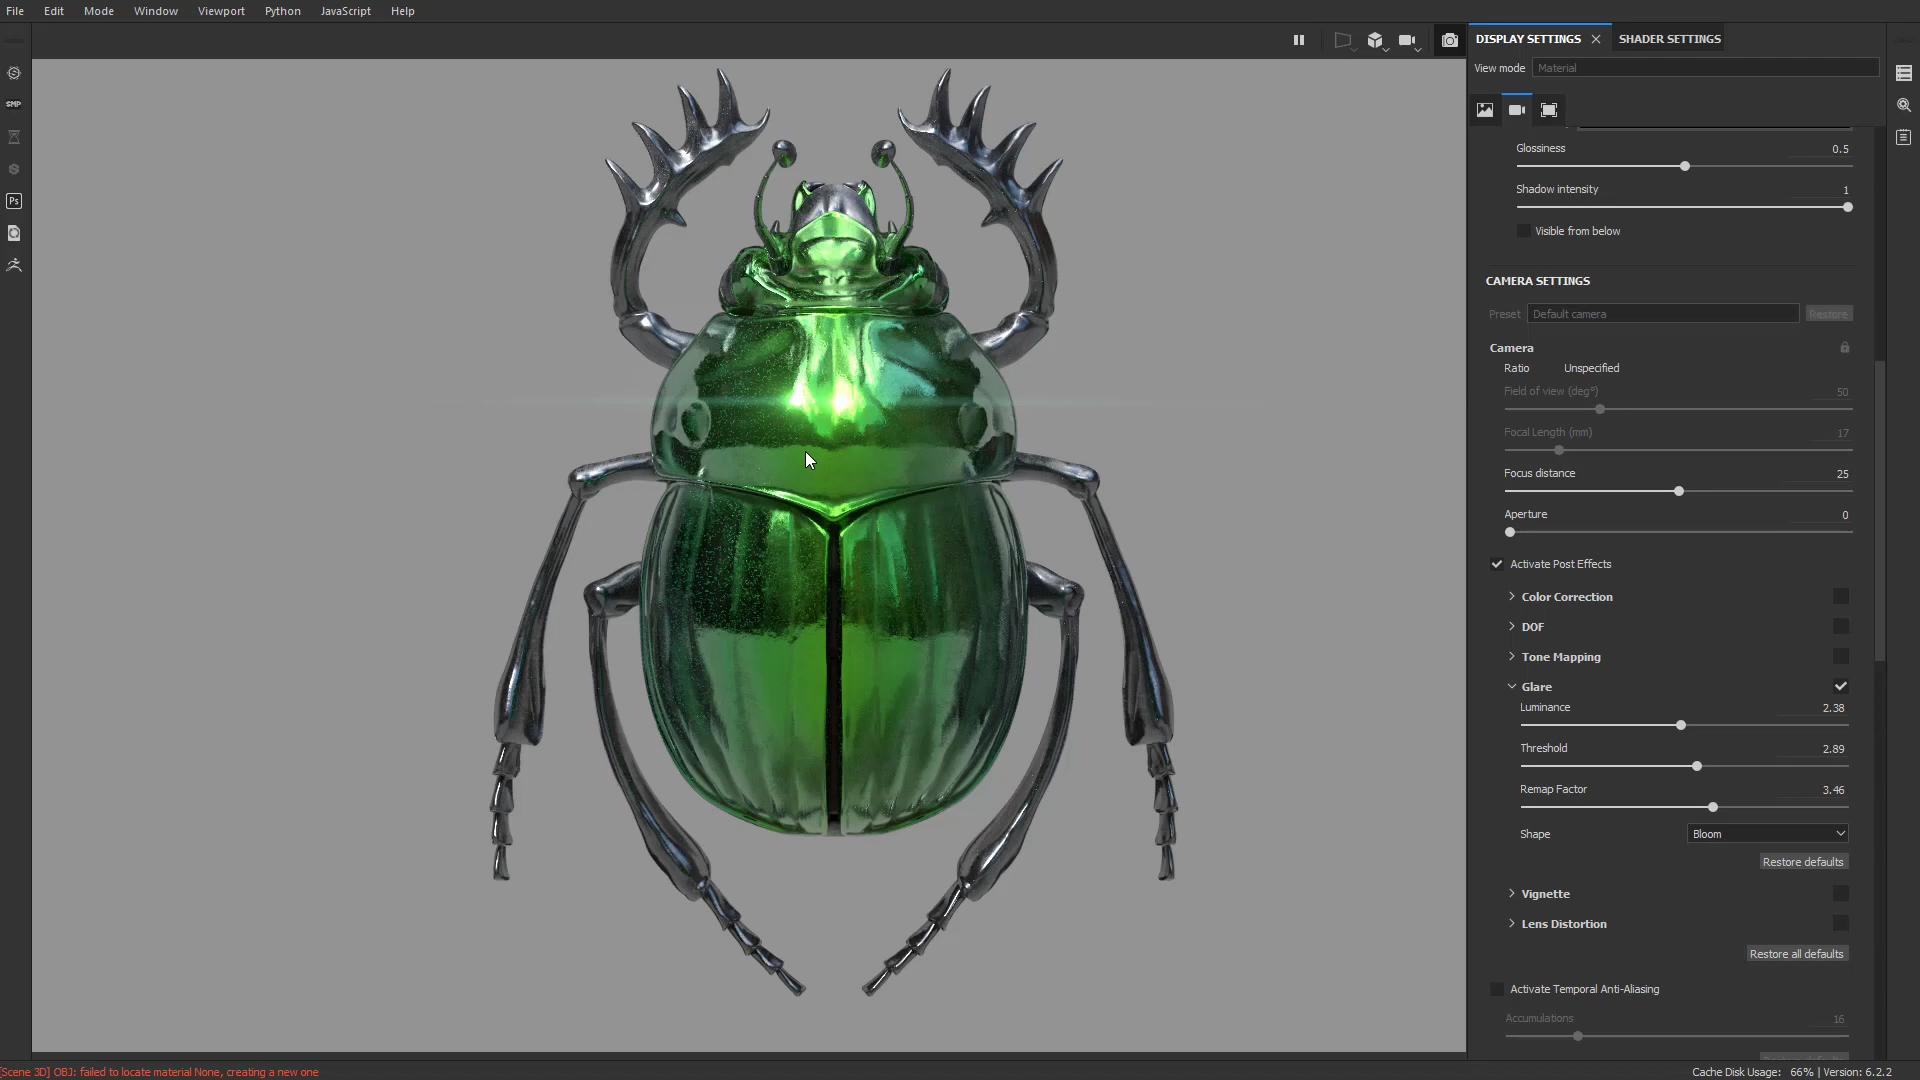 File Edit Mode Window Viewport Python JavaScript Help
DISPLAY SETTINGS SHADER SETTINGS
View mode Material
SMP
Ps
Glossiness 0.5
Shadow intensity 1
Visible from below
CAMERA SETTINGS
Preset Default camera Restore
Camera
Ratio Unspecified
Field of view (deg°) 50
Focal Length (mm) 17
Focus distance 25
Aperture 0
Activate Post Effects
Color Correction
DOF
Tone Mapping
Glare
Luminance 2.38
Threshold 2.89
Remap Factor 3.46
Shape Bloom
Restore defaults
Vignette
Lens Distortion
Restore all defaults
Activate Temporal Anti-Aliasing
Accumulations 16
[Scene 3D] OBJ: failed to locate material None, creating a new one
Cache Disk Usage: 66% | Version: 6.2.2